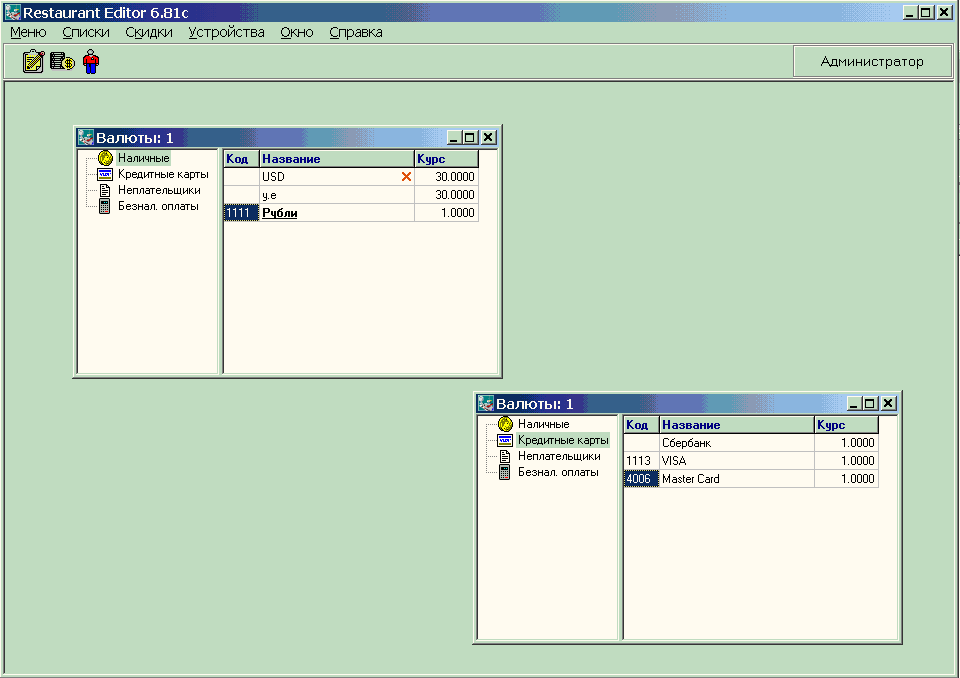 Restaurant Editor 6.81c
Меню Списки Скидки Устройства Окно Справка
Администратор
Валюты: 1
Наличные
Кредитные карты
Неплательщики
Безнал. оплаты
Код Название Курс
USD 30.0000
у.е 30.0000
1111 Рубли 1.0000
Валюты: 1
Наличные
Кредитные карты
Неплательщики
Безнал. оплаты
Код Название Курс
Сбербанк 1.0000
1113 VISA 1.0000
4006 Master Card 1.0000